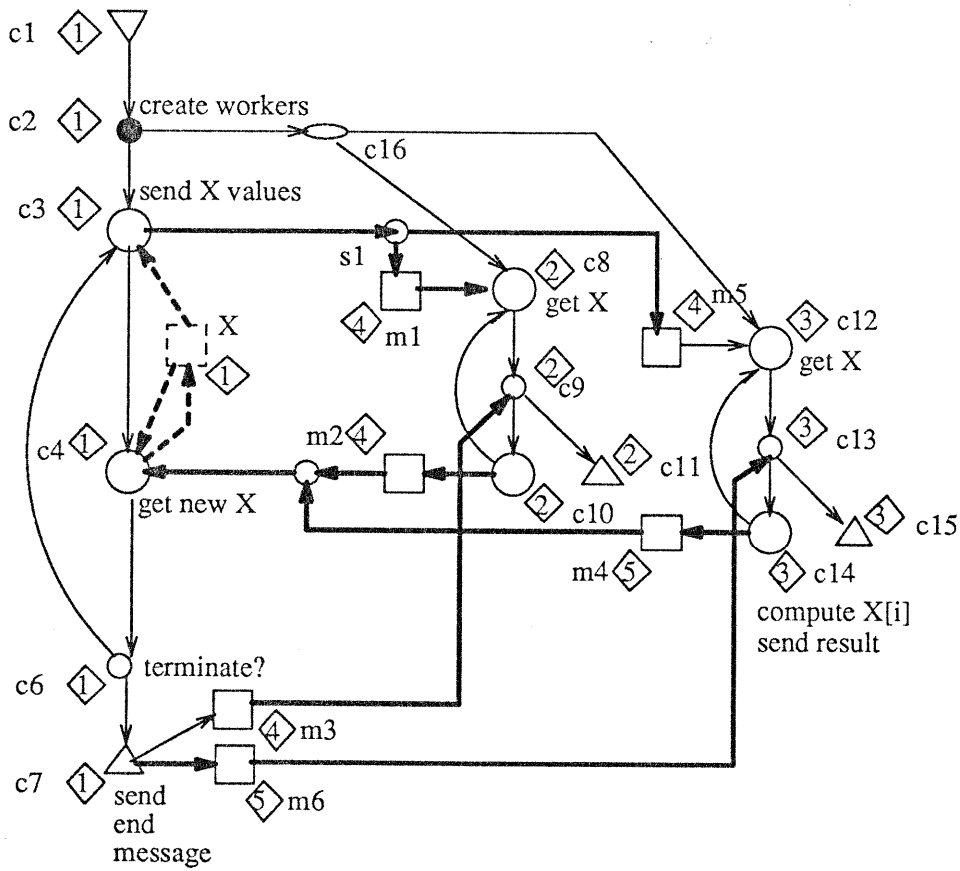 c1 1
c2 1 create workers
c16
c3 1 send X values
s1
2 c8
get X
4 m1
4 m5
3 c12
get X
X
1
2 c9
c4 1
get new X
m2 4
2 c11
2 c10
3 c13
3 c15
m4 5
3 c14
compute X[i]
send result
c6 1 terminate?
4 m3
c7 1
5 m6
send
end
message